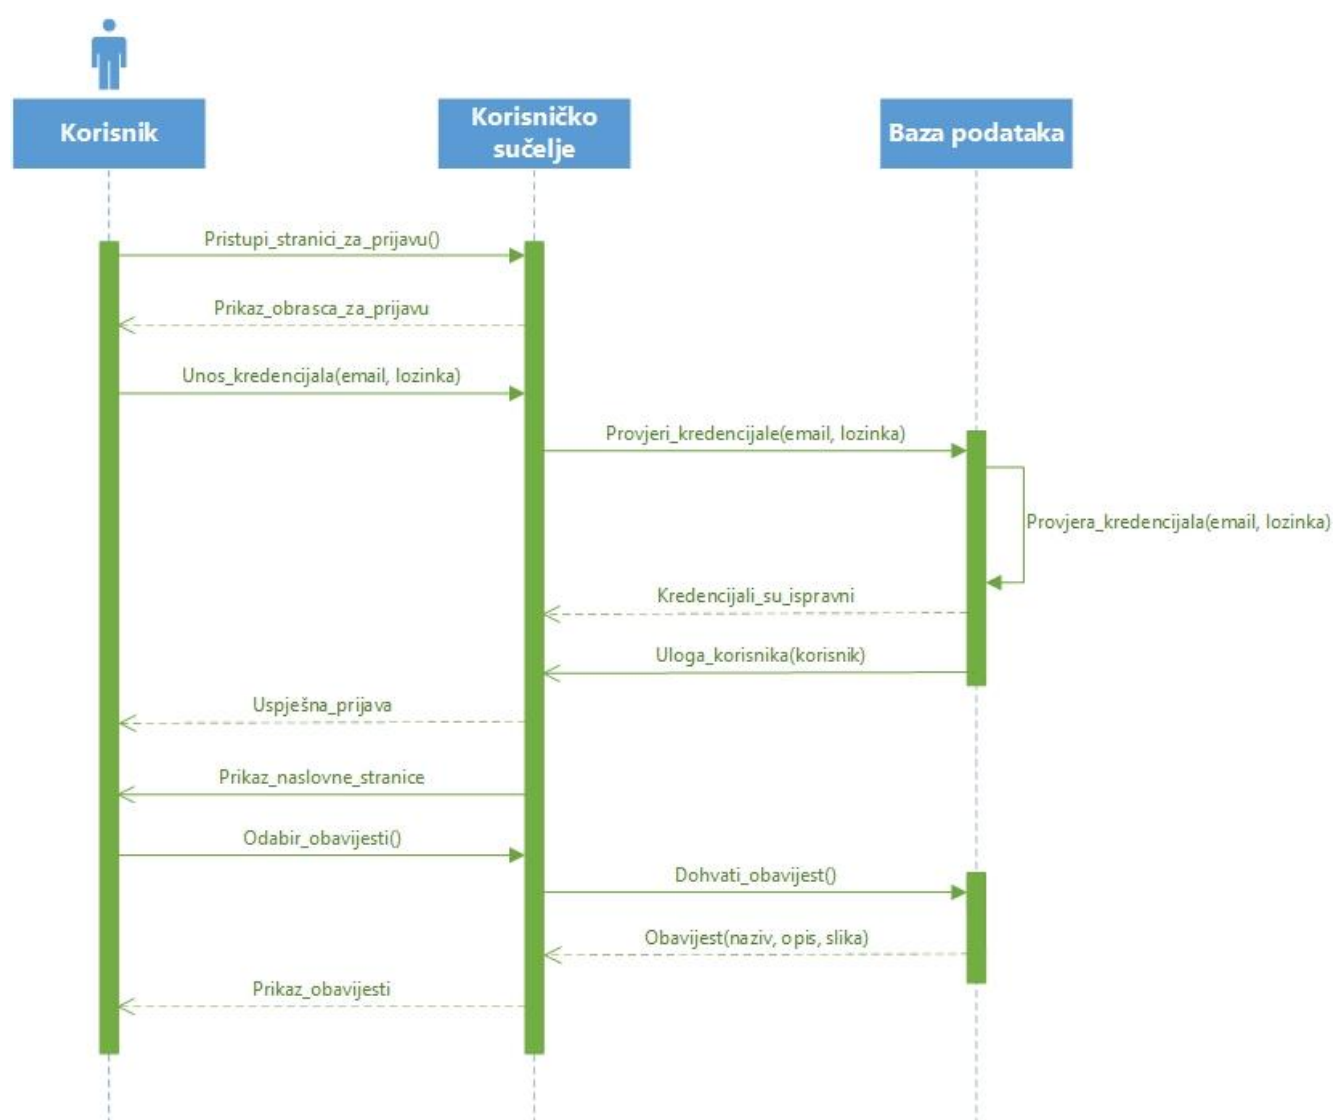 Korisnik
Korisničko
sučelje
Baza podataka
Pristupi_stranici_za_prijavu()
Prikaz_obrasca_za_prijavu
Unos_kredencijala(email, lozinka)
Provjeri_kredencijale(email, lozinka)
Provjera_kredencijala(email, lozinka)
Kredencijali_su_ispravni
Uloga_korisnika(korisnik)
Uspješna_prijava
Prikaz_naslovne_stranice
Odabir_obavijesti()
Dohvati_obavijest()
Obavijest(naziv, opis, slika)
Prikaz_obavijesti